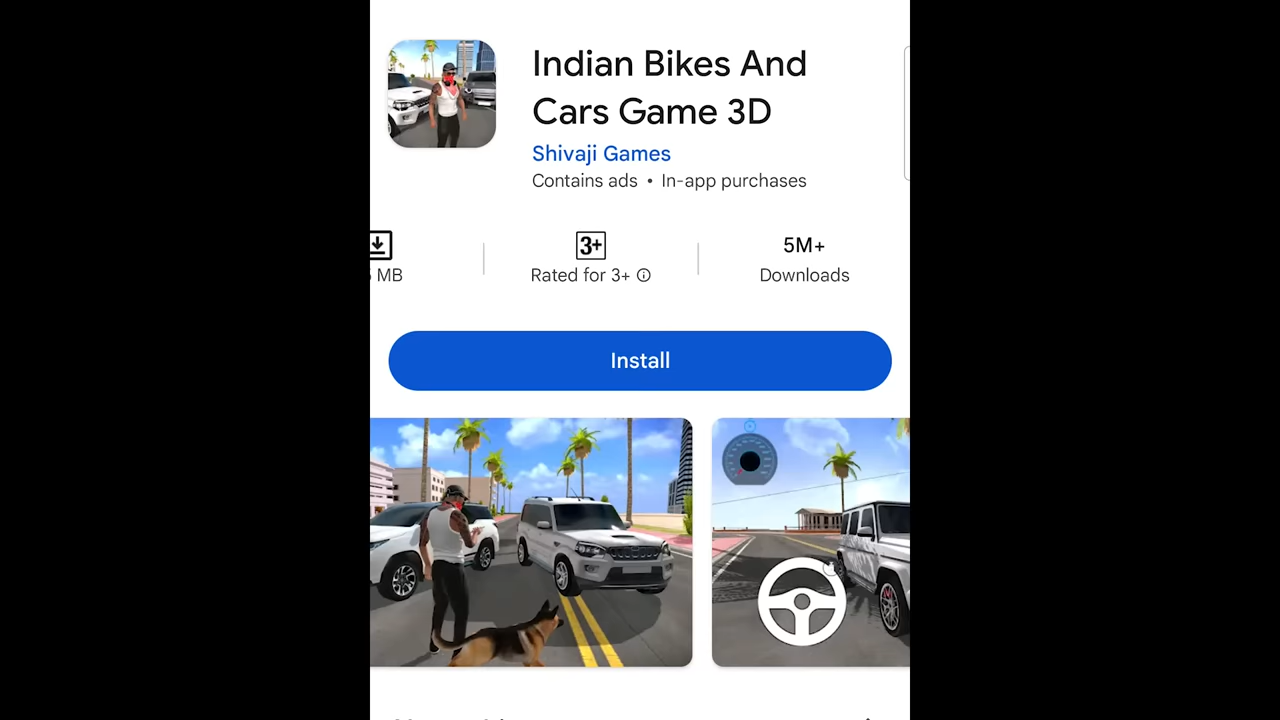 Indian Bikes And
Cars Game 3D
Shivaji Games
Contains ads • In-app purchases
3+
5M+
MB
Rated for 3+
Downloads
Install